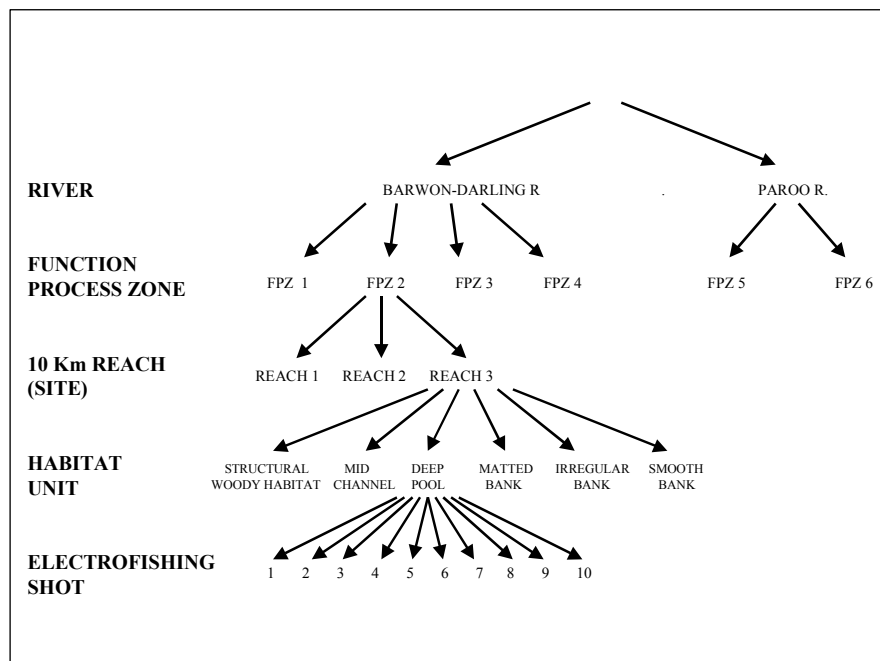 RIVER
BARWON-DARLING R
.
PAROO R.
FUNCTION
PROCESS ZONE
FPZ 1
FPZ 2
FPZ 3
FPZ 4
FPZ 5
FPZ 6
10 Km REACH
(SITE)
REACH 1
REACH 2
REACH 3
HABITAT
UNIT
STRUCTURAL
WOODY HABITAT
MID
CHANNEL
DEEP
POOL
MATTED
BANK
IRREGULAR
BANK
SMOOTH
BANK
ELECTROFISHING
SHOT
1 2 3 4 5 6 7 8 9 10